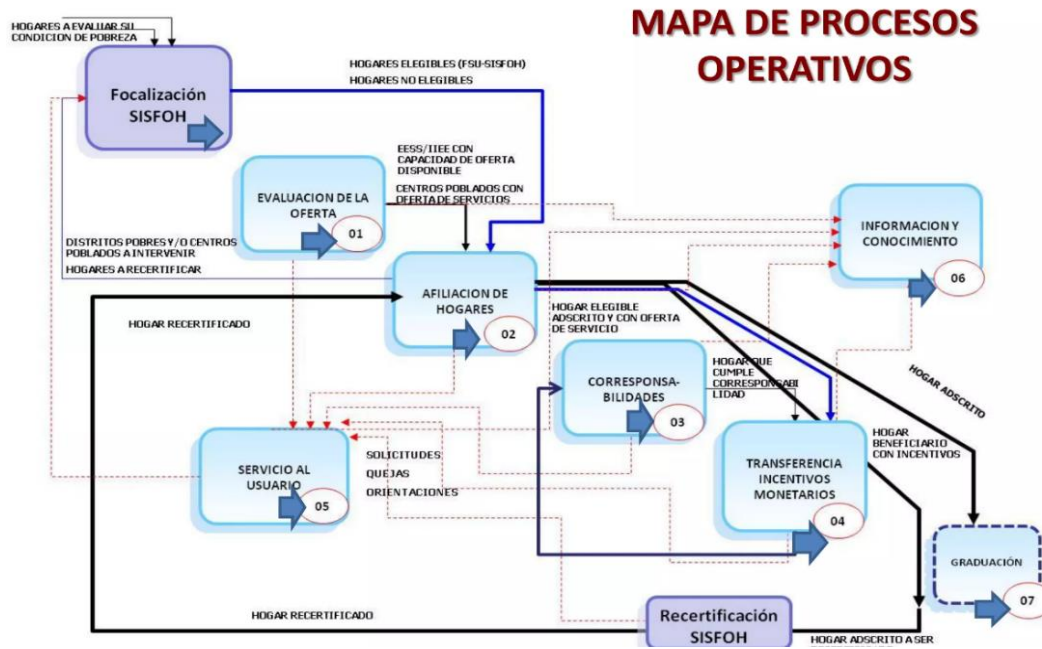 MAPA DE PROCESOS
OPERATIVOS
HOGARES A EVALUAR SU
CONDICION DE POBREZA
Focalización
SISFOH
HOGARES ELEGIBLES (FSU-SISFOH)
HOGARES NO ELEGIBLES
EESS/IIEE CON
CAPACIDAD DE OFERTA
DISPONIBLE
CENTROS POBLADOS CON
OFERTA DE SERVICIOS
EVALUACION DE LA
OFERTA
01
INFORMACION Y
CONOCIMIENTO
06
DISTRITOS POBRES Y/O CENTROS
POBLADOS A INTERVENIR
HOGARES A RECERTIFICAR
AFILIACION DE
HOGARES
02
HOGAR RECERTIFICADO
HOGAR ELEGIBLE
ADSCRITO Y CON OFERTA
DE SERVICIO
CORRESPONSA-
BILIDADES
03
HOGAR QUE
CUMPLE
CORRESPONSABI
LIDAD
HOGAR ADSCRITO
HOGAR
BENEFICIARIO
CON INCENTIVOS
SERVICIO AL
USUARIO
05
SOLICITUDES
QUEJAS
ORIENTACIONES
TRANSFERENCIA
INCENTIVOS
MONETARIOS
04
GRADUACIÓN
07
HOGAR RECERTIFICADO
Recertificación
SISFOH
HOGAR ADSCRITO A SER